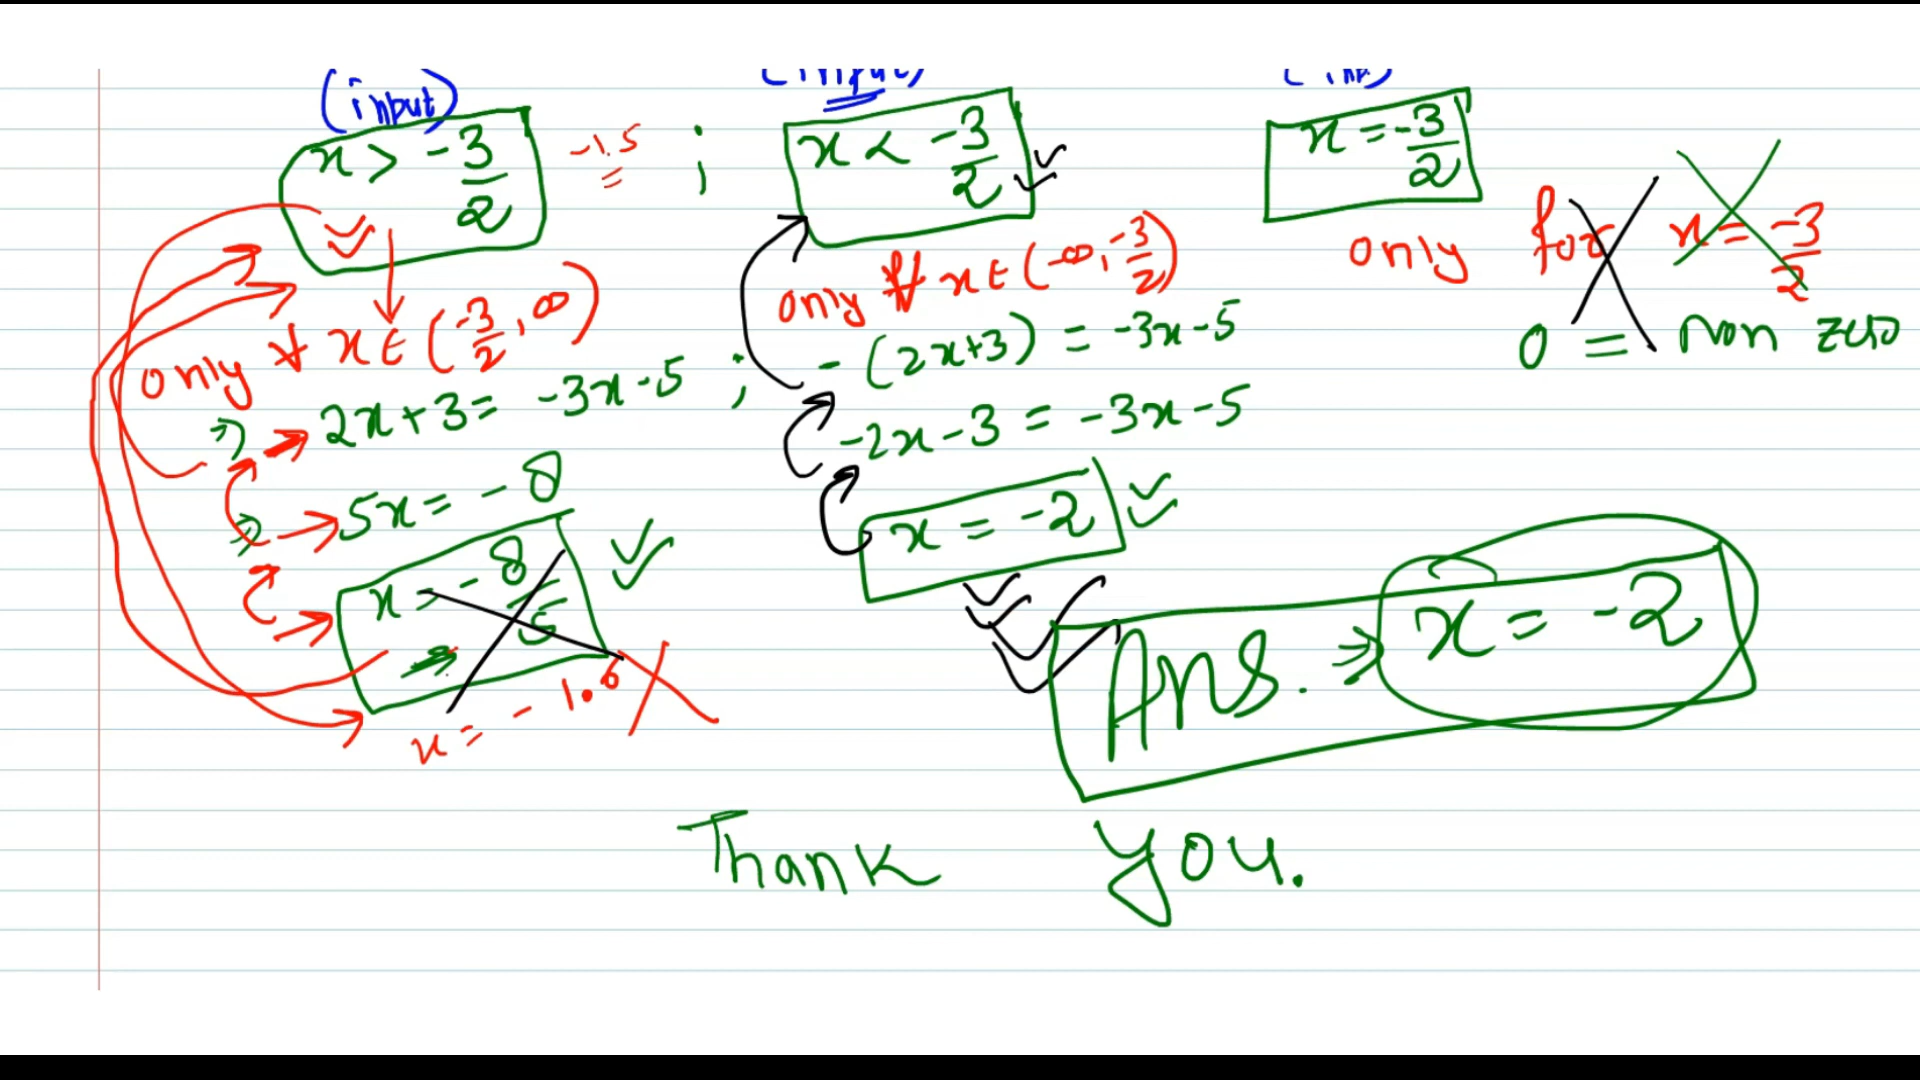 (input) (input) (inp)
x > -3/2 -1.5 ; x < -3/2 x = -3/2
only ∀ x ∈ (-3/2, ∞) only ∀ x ∈ (-∞, -3/2) only for x = -3/2
⇒ 2x+3 = -3x-5 ; -(2x+3) = -3x-5 0 = non zero
-2x-3 = -3x-5
⇒ 5x = -8
x = -2
x = -8/5
x = -1.6
Ans. ⇒ x = -2
Thank you.